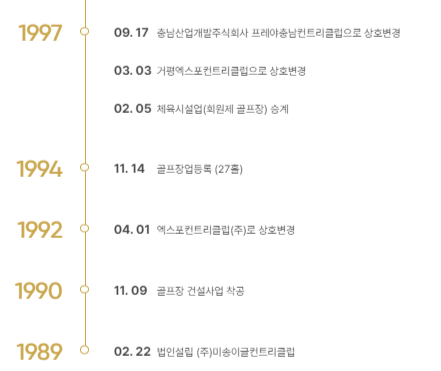 1997 09. 17 충남산업개발주식회사 프레야충남컨트리클럽으로 상호변경
03. 03 거평엑스포컨트리클럽으로 상호변경
02. 05 체육시설업(회원제 골프장) 승계
1994 11. 14 골프장업등록 (27홀)
1992 04. 01 엑스포컨트리클럽(주)로 상호변경
1990 11. 09 골프장 건설사업 착공
1989 02. 22 법인설립 (주)미송이글컨트리클럽